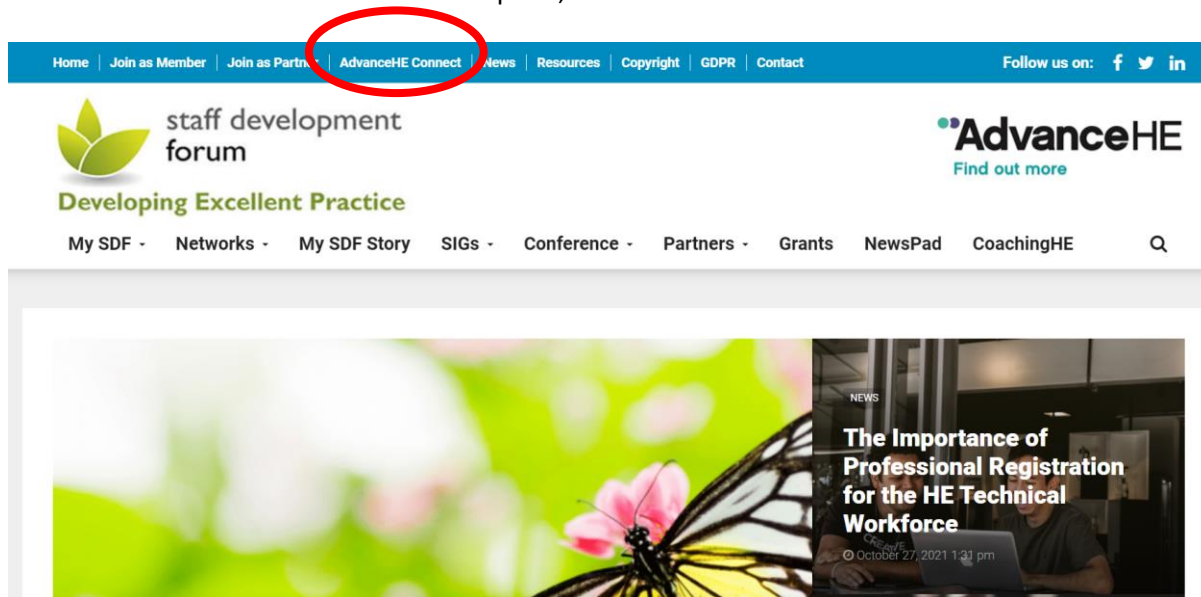 Home | Join as Member | Join as Partner | AdvanceHE Connect | News | Resources | Copyright | GDPR | Contact Follow us on:
staff development
forum
Developing Excellent Practice
AdvanceHE
Find out more
My SDF Networks My SDF Story SIGs Conference Partners Grants NewsPad CoachingHE
NEWS
The Importance of
Professional Registration
for the HE Technical
Workforce
October 27, 2021 1:31 pm